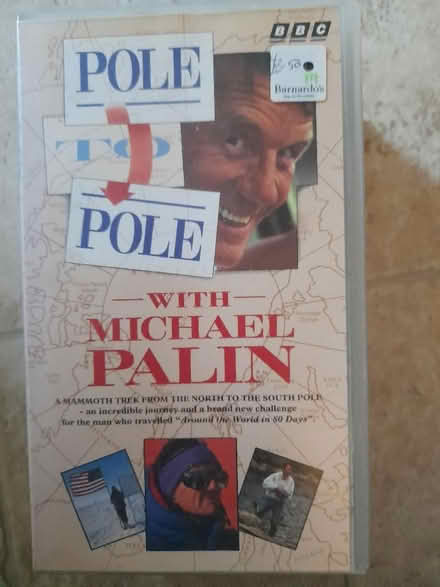 BBC
Barnardo's
POLE
TO
POLE
WITH
MICHAEL
PALIN
A MAMMOTH TREK FROM THE NORTH TO THE SOUTH POLE
- an incredible journey and a brand new challenge
for the man who travelled "Around the World in 80 Days".